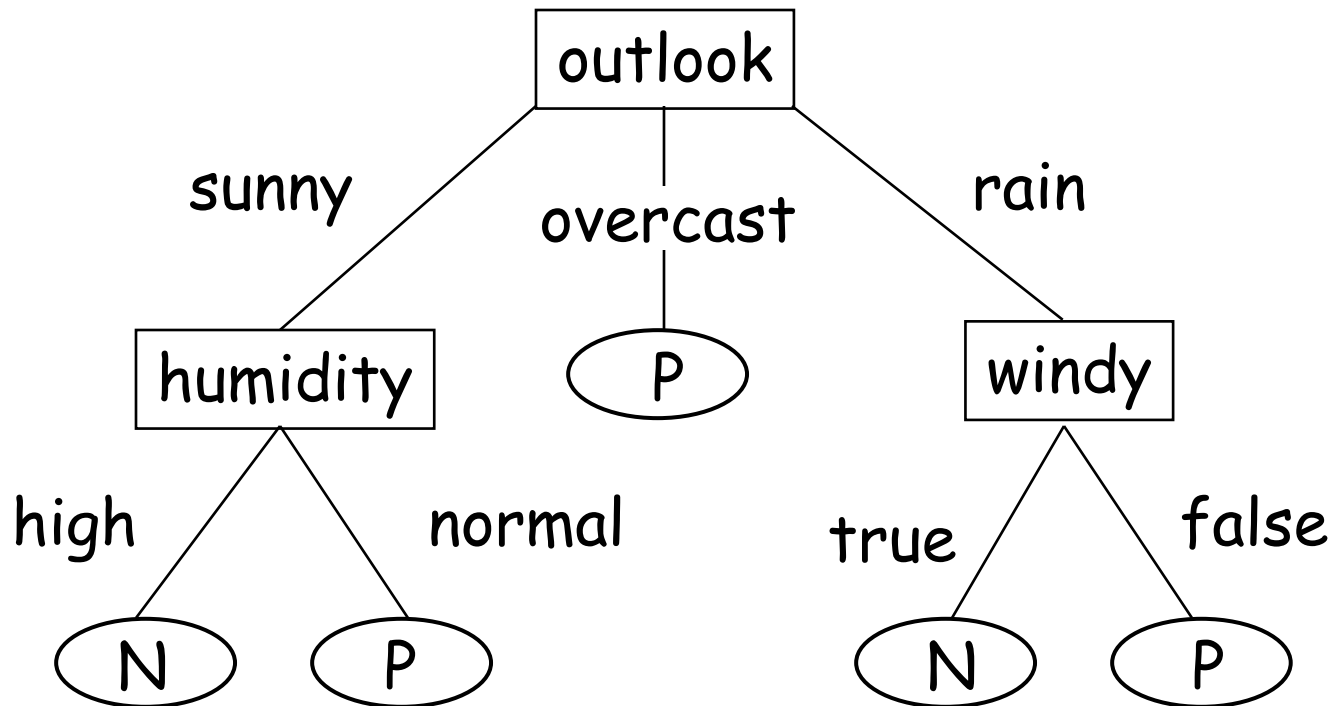 outlook
sunny
overcast
rain
humidity
P
windy
high
normal
true
false
N
P
N
P